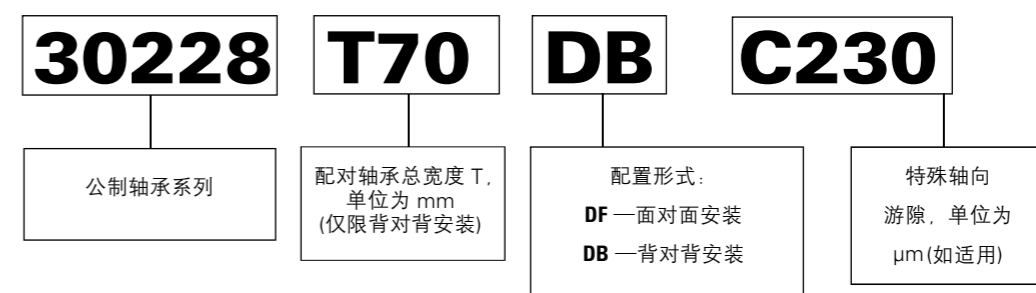 30228 T70 DB C230
公制轴承系列
配对轴承总宽度 T,
单位为 mm
(仅限背对背安装)
配置形式:
DF —面对面安装
DB —背对背安装
特殊轴向
游隙, 单位为
μm(如适用)